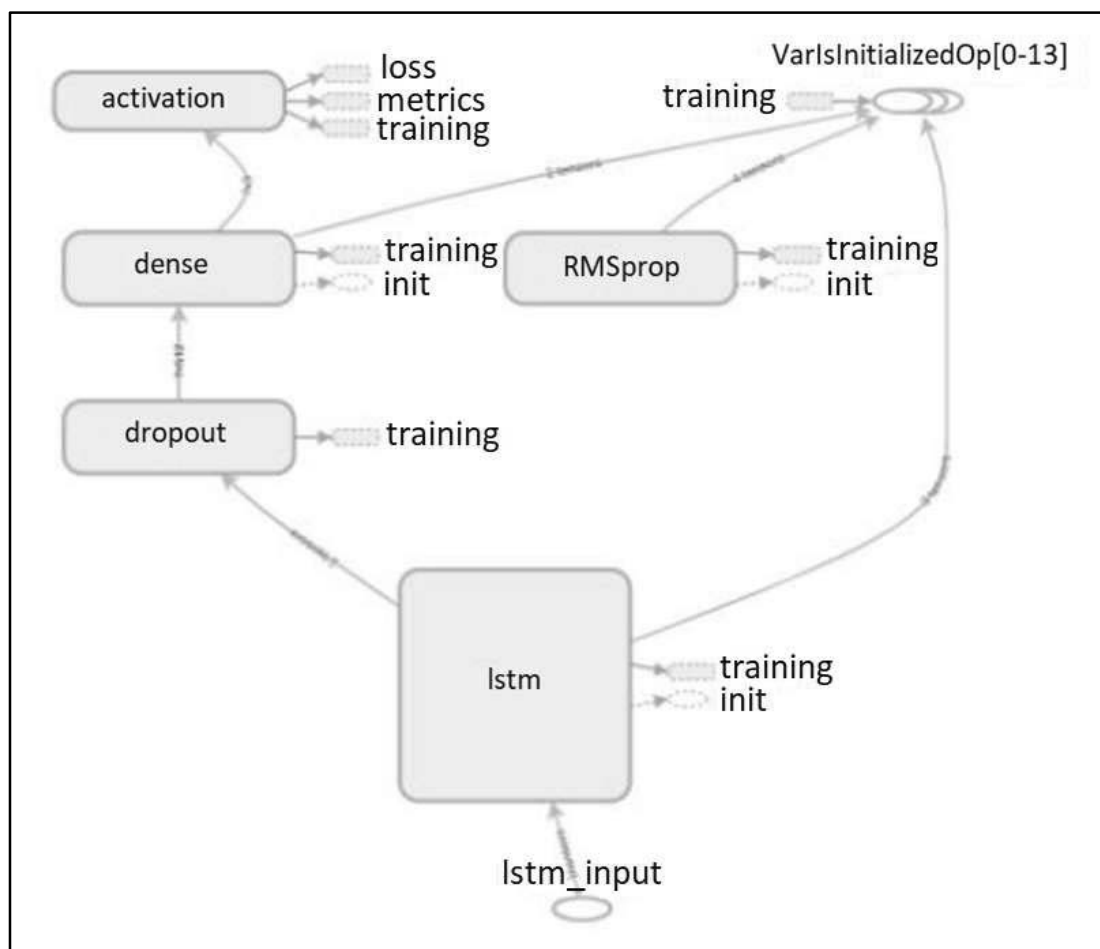 VarIsInitializedOp[0-13]
loss
activation
metrics
training
training
dense
training
init
RMSprop
training
init
dropout
training
lstm
training
init
lstm_input